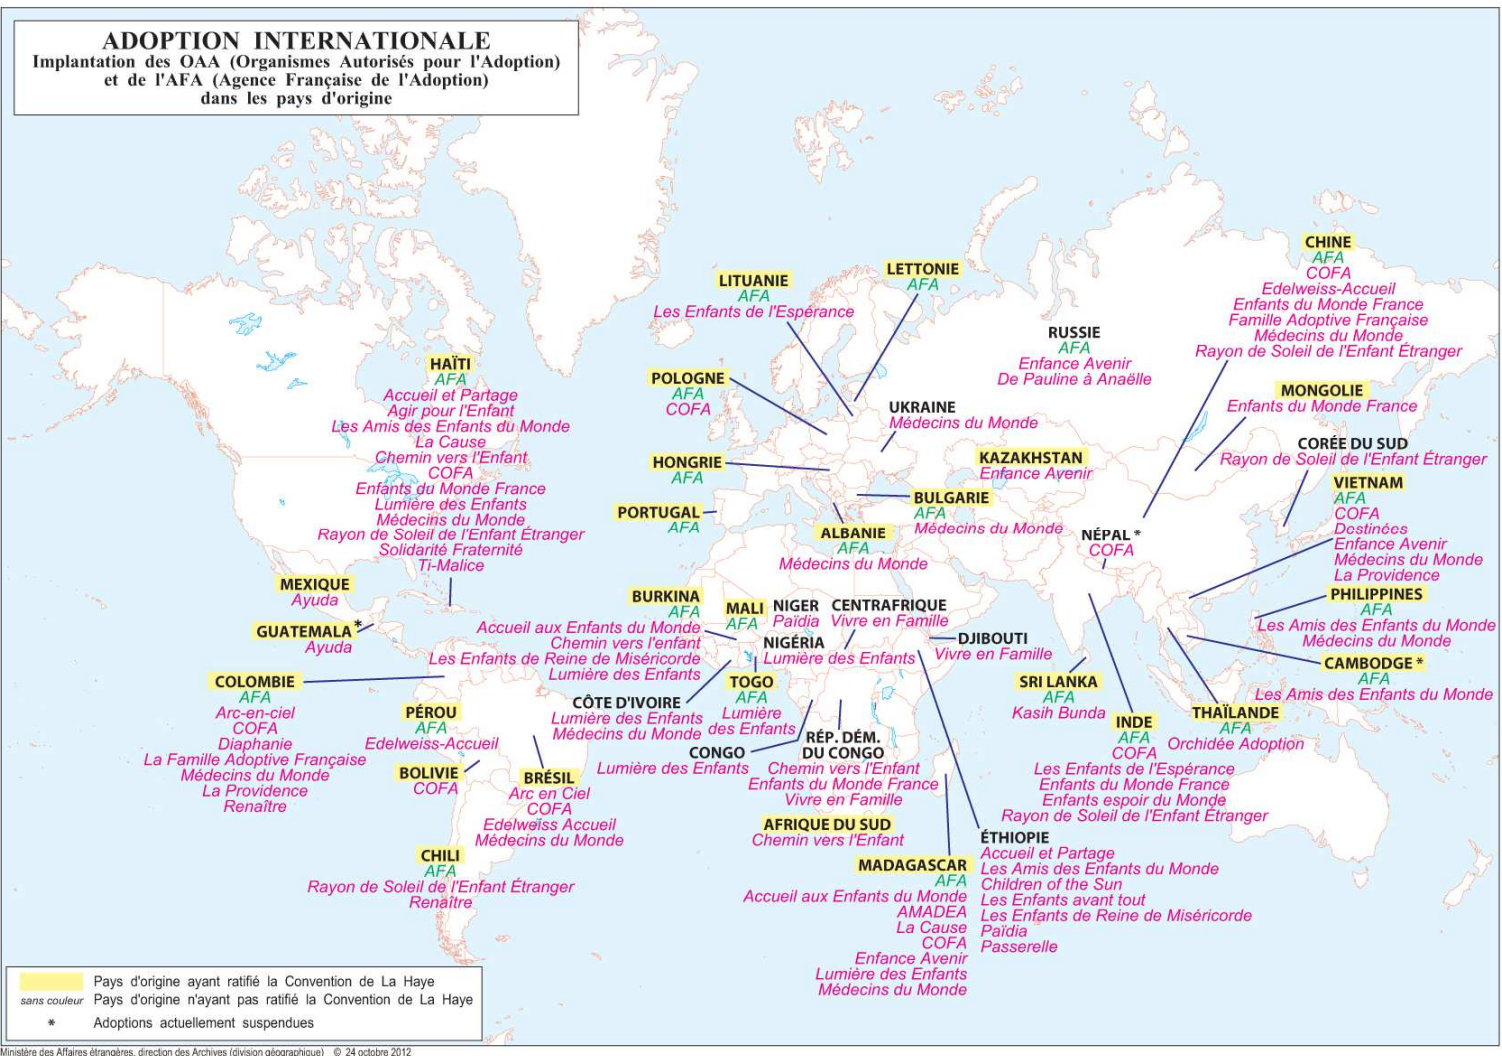 ADOPTION INTERNATIONALE
Implantation des OAA (Organismes Autorisés pour l'Adoption)
et de l'AFA (Agence Française de l'Adoption)
dans les pays d'origine
CHINE
AFA
COFA
Edelweiss-Accueil
Enfants du Monde France
Famille Adoptive Française
Médecins du Monde
Rayon de Soleil de l'Enfant Étranger
LETTONIE
AFA
LITUANIE
AFA
Les Enfants de l'Espérance
RUSSIE
AFA
Enfance Avenir
De Pauline à Anaëlle
HAÏTI
AFA
Accueil et Partage
Agir pour l'Enfant
Les Amis des Enfants du Monde
La Cause
Chemin vers l'Enfant
COFA
Enfants du Monde France
Lumière des Enfants
Médecins du Monde
Rayon de Soleil de l'Enfant Étranger
Solidarité Fraternité
Ti-Malice
POLOGNE
AFA
COFA
UKRAINE
Médecins du Monde
MONGOLIE
Enfants du Monde France
CORÉE DU SUD
Rayon de Soleil de l'Enfant Étranger
HONGRIE
AFA
KAZAKHSTAN
Enfance Avenir
VIETNAM
AFA
COFA
Destinées
Enfance Avenir
Médecins du Monde
La Providence
BULGARIE
AFA
Médecins du Monde
PORTUGAL
AFA
ALBANIE
AFA
Médecins du Monde
NÉPAL *
COFA
MEXIQUE
Ayuda
GUATEMALA *
Ayuda
BURKINA
AFA
Accueil aux Enfants du Monde
Chemin vers l'enfant
Les Enfants de Reine de Miséricorde
Lumière des Enfants
MALI
AFA
NIGER
Païdia
CENTRAFRIQUE
Vivre en Famille
NIGÉRIA
Lumière des Enfants
DJIBOUTI
Vivre en Famille
PHILIPPINES
AFA
Les Amis des Enfants du Monde
Médecins du Monde
CAMBODGE *
AFA
Les Amis des Enfants du Monde
COLOMBIE
AFA
Arc-en-ciel
COFA
Diaphanie
La Famille Adoptive Française
Médecins du Monde
La Providence
Renaître
PÉROU
AFA
Edelweiss-Accueil
BOLIVIE
COFA
BRÉSIL
Arc en Ciel
COFA
Edelweiss Accueil
Médecins du Monde
CHILI
AFA
Rayon de Soleil de l'Enfant Étranger
Renaître
CÔTE D'IVOIRE
Lumière des Enfants
Médecins du Monde
TOGO
AFA
Lumière
des Enfants
CONGO
Lumière des Enfants
RÉP. DÉM.
DU CONGO
Chemin vers l'Enfant
Enfants du Monde France
Vivre en Famille
AFRIQUE DU SUD
Chemin vers l'Enfant
MADAGASCAR
AFA
Accueil aux Enfants du Monde
AMADEA
La Cause
COFA
Enfance Avenir
Lumière des Enfants
Médecins du Monde
ÉTHIOPIE
Accueil et Partage
Les Amis des Enfants du Monde
Children of the Sun
Les Enfants avant tout
Les Enfants de Reine de Miséricorde
Païdia
Passerelle
SRI LANKA
AFA
Kasih Bunda
INDE
AFA
COFA
Les Enfants de l'Espérance
Enfants du Monde France
Enfants espoir du Monde
Rayon de Soleil de l'Enfant Étranger
THAÏLANDE
AFA
Orchidée Adoption
Pays d'origine ayant ratifié la Convention de La Haye
sans couleur Pays d'origine n'ayant pas ratifié la Convention de La Haye
* Adoptions actuellement suspendues
Ministère des Affaires étrangères, direction des Archives (division géographique) © 24 octobre 2012